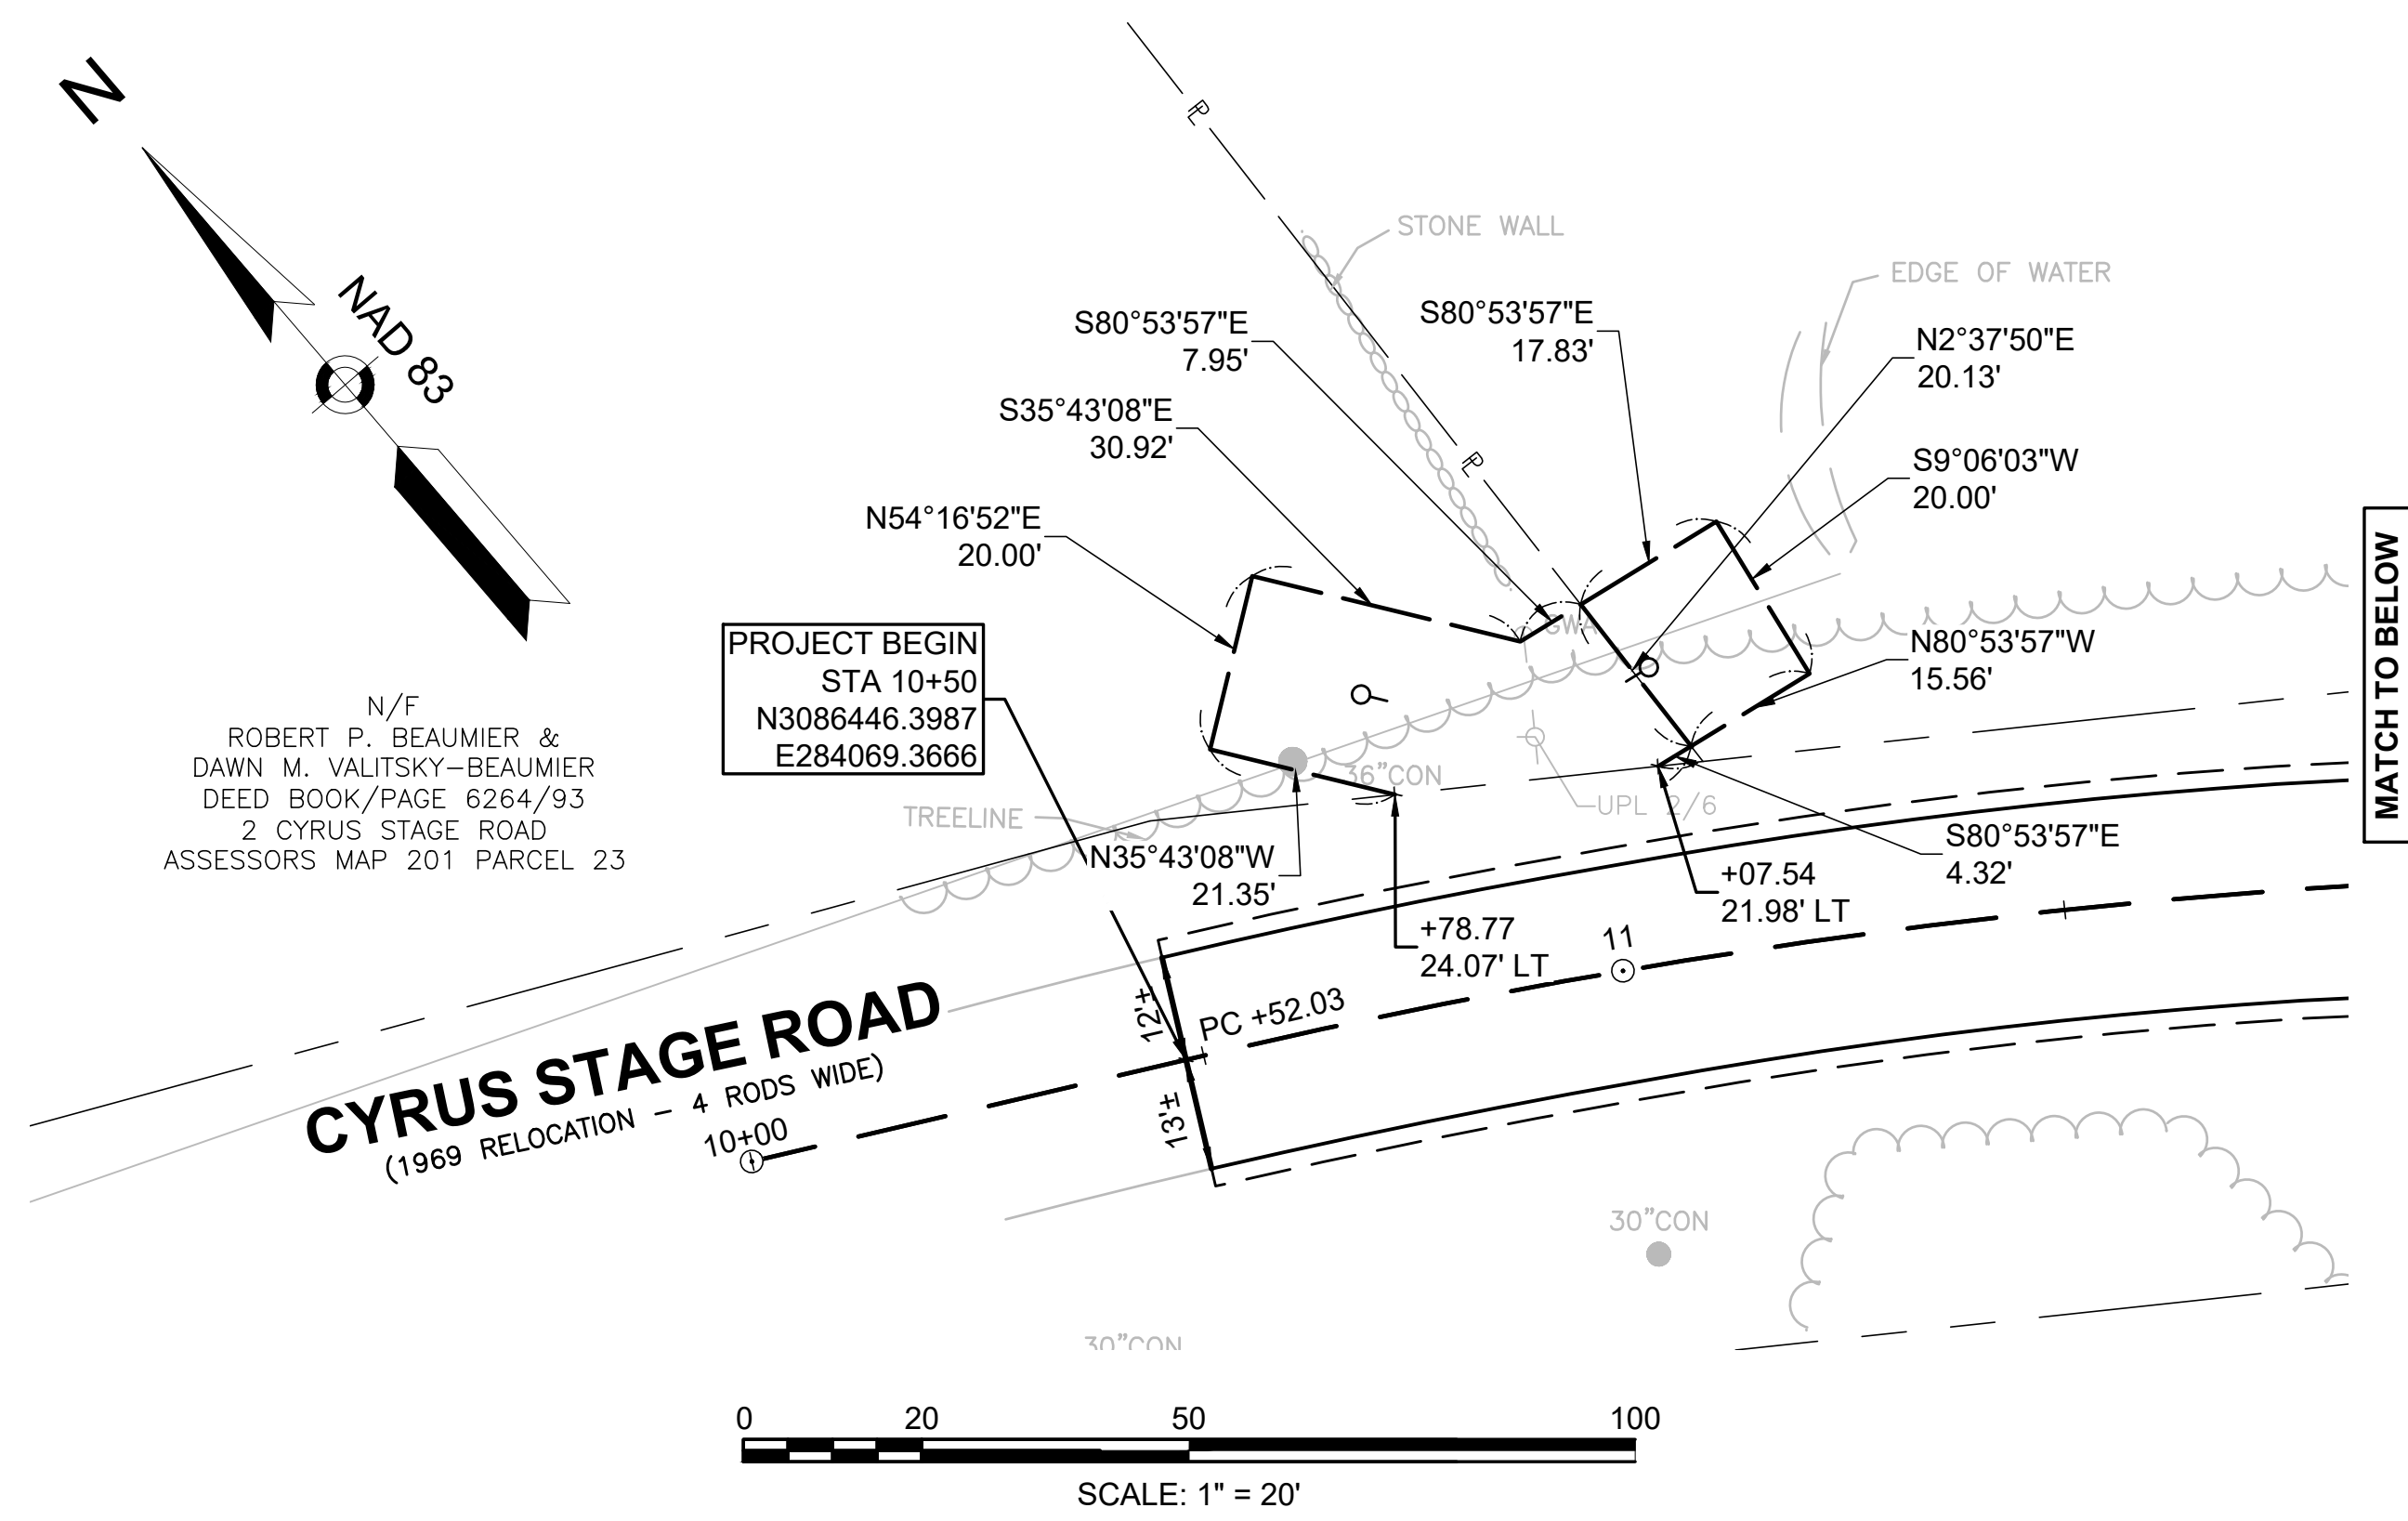 N
NAD 83
STONE WALL
EDGE OF WATER
S80°53'57"E
7.95'
S80°53'57"E
17.83'
N2°37'50"E
20.13'
S35°43'08"E
30.92'
S9°06'03"W
20.00'
N54°16'52"E
20.00'
MATCH TO BELOW
PROJECT BEGIN
STA 10+50
N3086446.3987
E284069.3666
N80°53'57"W
15.56'
N/F
ROBERT P. BEAUMIER &
DAWN M. VALITSKY-BEAUMIER
DEED BOOK/PAGE 6264/93
2 CYRUS STAGE ROAD
ASSESSORS MAP 201 PARCEL 23
GWA
36"CON
UPL 2/6
TREELINE
N35°43'08"W
21.35'
S80°53'57"E
4.32'
+07.54
21.98' LT
+78.77
24.07' LT
11
12'±
PC +52.03
13'±
CYRUS STAGE ROAD
(1969 RELOCATION - 4 RODS WIDE)
10+00
30"CON
30"CON
0 20 50 100
SCALE: 1" = 20'
℄